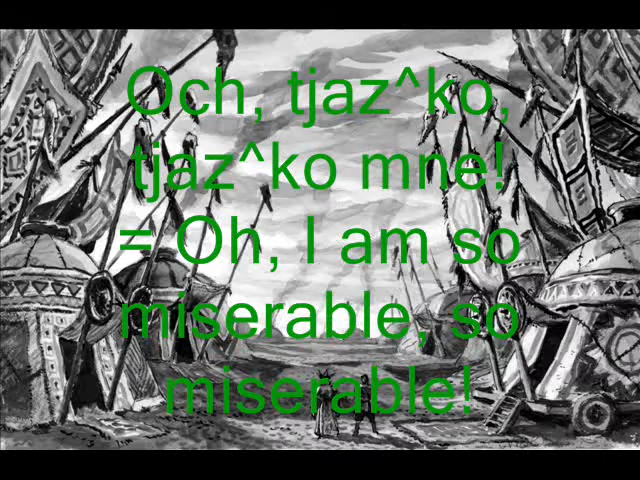 Och, tjaz^ko,
tjaz^ko mne!
= Oh, I am so
miserable, so
miserable!